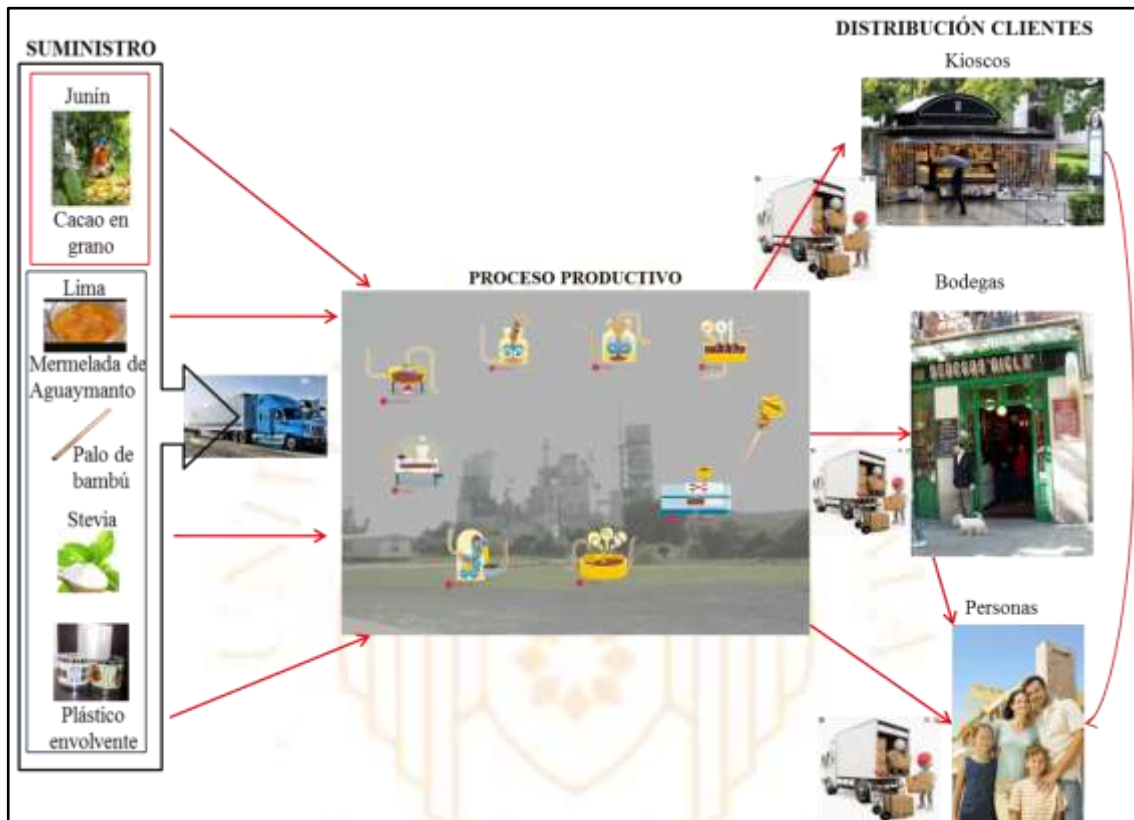 SUMINISTRO
Junín
Cacao en
grano
Lima
Mermelada de
Aguaymanto
Palo de
bambú
Stevia
Plástico
envolvente
PROCESO PRODUCTIVO
DISTRIBUCIÓN CLIENTES
Kioscos
Bodegas
Personas